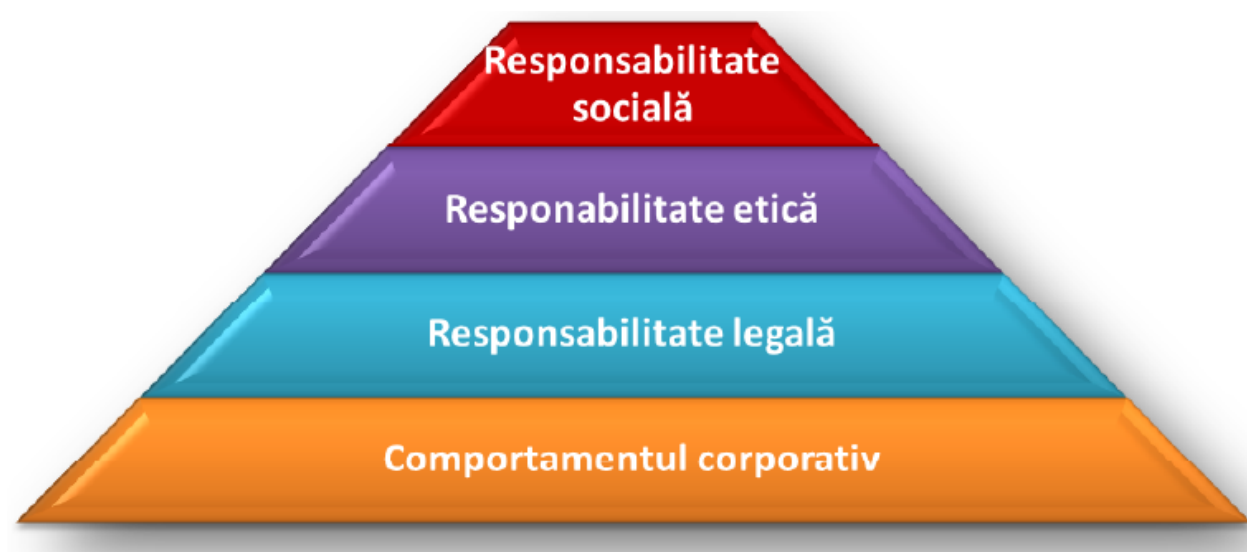 Responsabilitate
socială
Responabilitate etică
Responsabilitate legală
Comportamentul corporativ